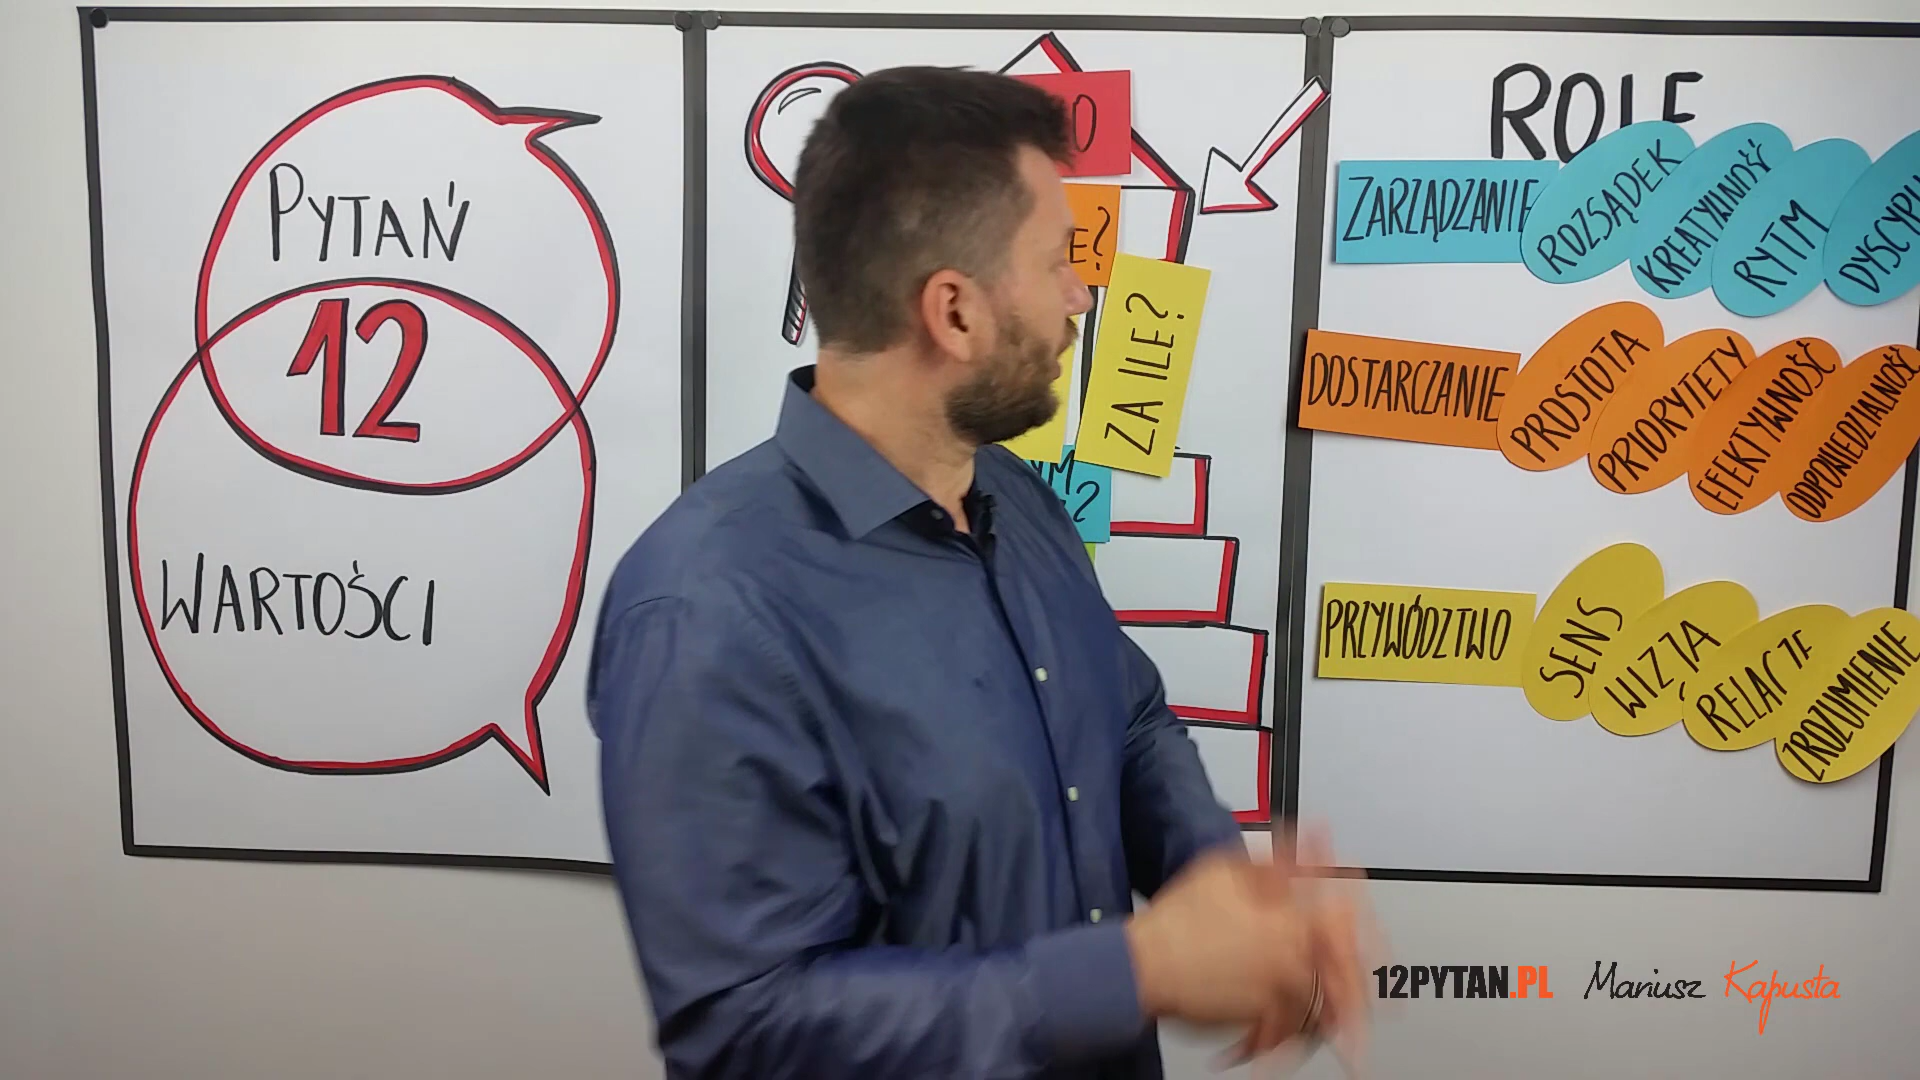 PYTAŃ
12
WARTOŚCI
E?
ZA ILE?
ROLE
ZARZĄDZANIE
ROZSĄDEK
KREATYWNOŚĆ
RYTM
DOSTARCZANIE
PROSTOTA
PRIORYTETY
EFEKTYWNOŚĆ
ODPOWIEDZIALNOŚĆ
PRZYWÓDZTWO
SENS
WIZJA
RELACJE
ZROZUMIENIE
12PYTAN.PL Mariusz Kapusta